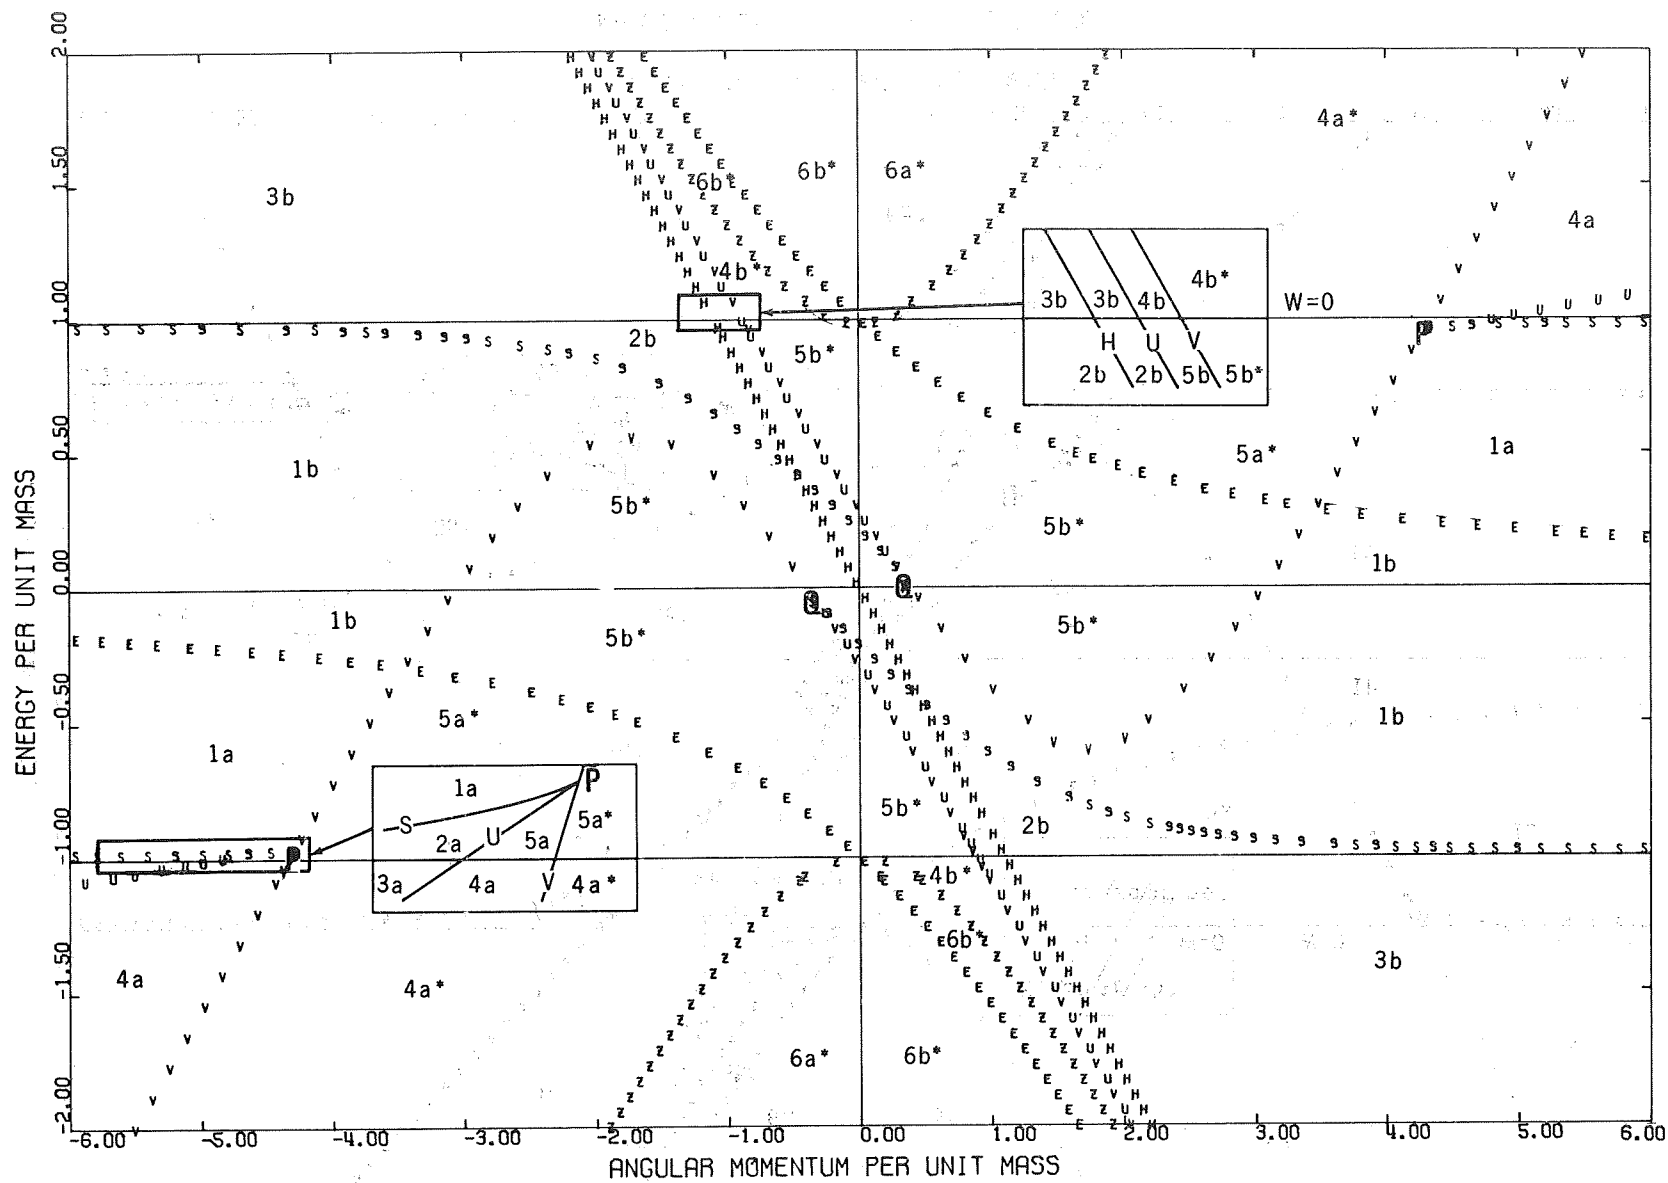 2.00
1.50
1.00
0.50
0.00
-0.50
-1.00
-1.50
-2.00
ENERGY PER UNIT MASS
6b* 6a* 4a*
3b 6b*
4a
4b*
3b 3b 4b 4b* W=0
H U V
2b 2b 5b 5b*
P
2b 5b*
1b 5a* 1a
5b* 5b*
1b
Q Q
1b 5b* 5b*
5a* 1b
1a
1a P
S
2a U 5a 5a*
3a 4a V 4a*
P
5b* 2b
4b*
6b*
4a 4a* 3b
6a* 6b*
-6.00 -5.00 -4.00 -3.00 -2.00 -1.00 0.00 1.00 2.00 3.00 4.00 5.00 6.00
ANGULAR MOMENTUM PER UNIT MASS